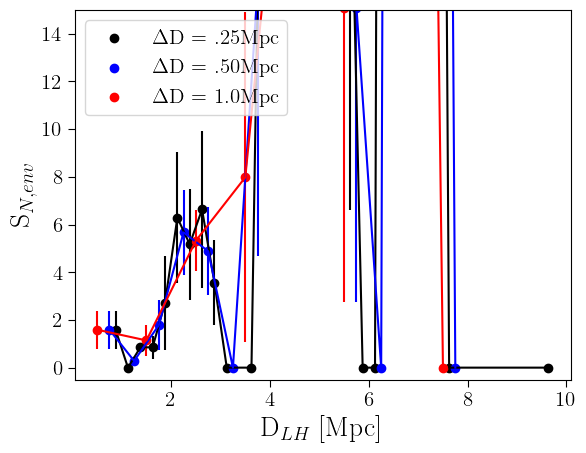 ΔD = .25Mpc
ΔD = .50Mpc
ΔD = 1.0Mpc
14
12
10
8
6
4
2
0
S_{N,env}
2 4 6 8 10
D_{LH} [Mpc]